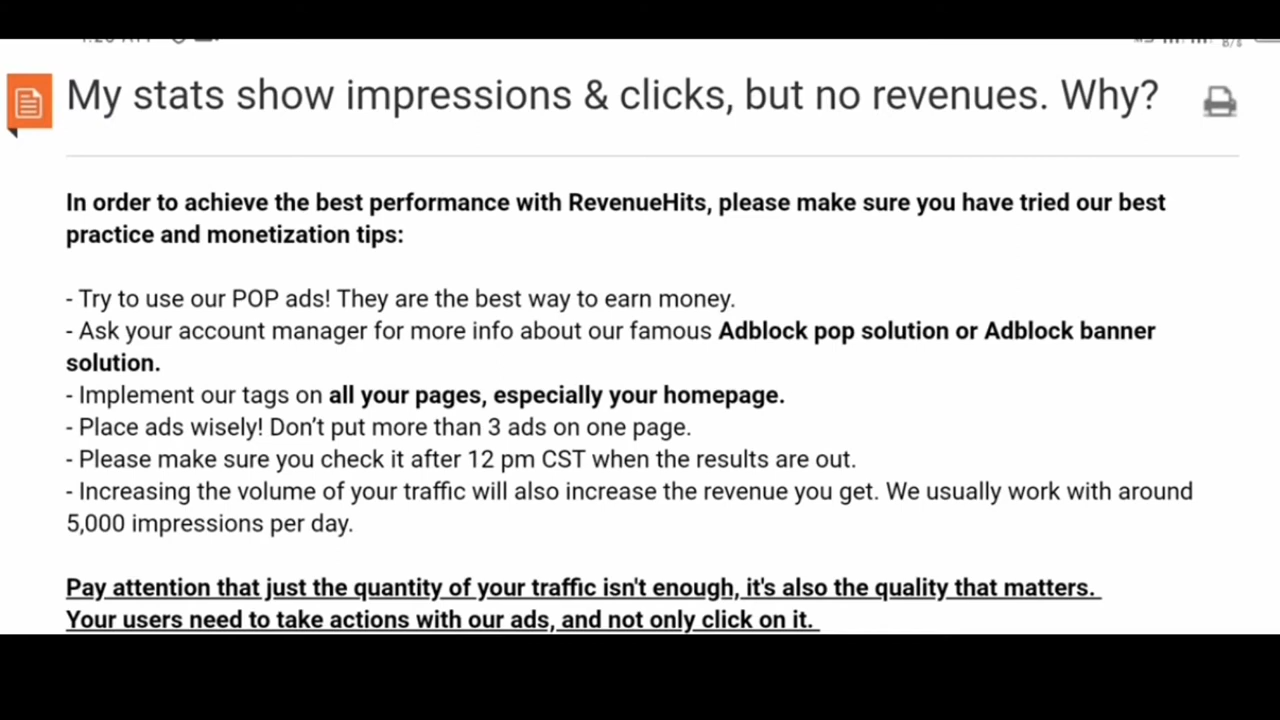 My stats show impressions & clicks, but no revenues. Why?
In order to achieve the best performance with RevenueHits, please make sure you have tried our best
practice and monetization tips:
- Try to use our POP ads! They are the best way to earn money.
- Ask your account manager for more info about our famous Adblock pop solution or Adblock banner
solution.
- Implement our tags on all your pages, especially your homepage.
- Place ads wisely! Don’t put more than 3 ads on one page.
- Please make sure you check it after 12 pm CST when the results are out.
- Increasing the volume of your traffic will also increase the revenue you get. We usually work with around
5,000 impressions per day.
Pay attention that just the quantity of your traffic isn't enough, it's also the quality that matters.
Your users need to take actions with our ads, and not only click on it.